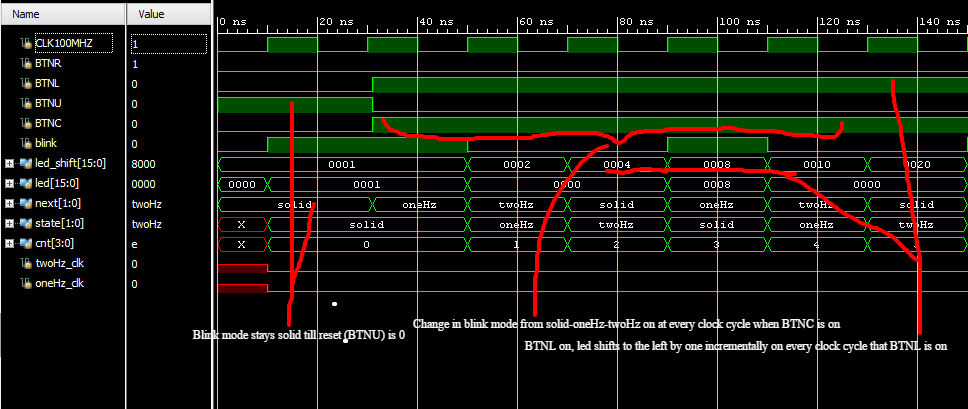 Name Value 0 ns 20 ns 40 ns 60 ns 80 ns 100 ns 120 ns 140 ns
CLK100MHZ 1
BTNR 1
BTNL 0
BTNU 0
BTNC 0
blink 0
led_shift[15:0] 8000 0001 0002 0004 0008 0010 0020
led[15:0] 0000 0000 0001 0000 0008 0000
next[1:0] twoHz solid oneHz twoHz solid oneHz twoHz solid
state[1:0] twoHz X solid oneHz twoHz solid oneHz twoHz
cnt[3:0] e X 0 1 2 3 4
twoHz_clk 0
oneHz_clk 0
Change in blink mode from solid-oneHz-twoHz on at every clock cycle when BTNC is on
Blink mode stays solid till reset (BTNU) is 0
BTNL on, led shifts to the left by one incrementally on every clock cycle that BTNL is on